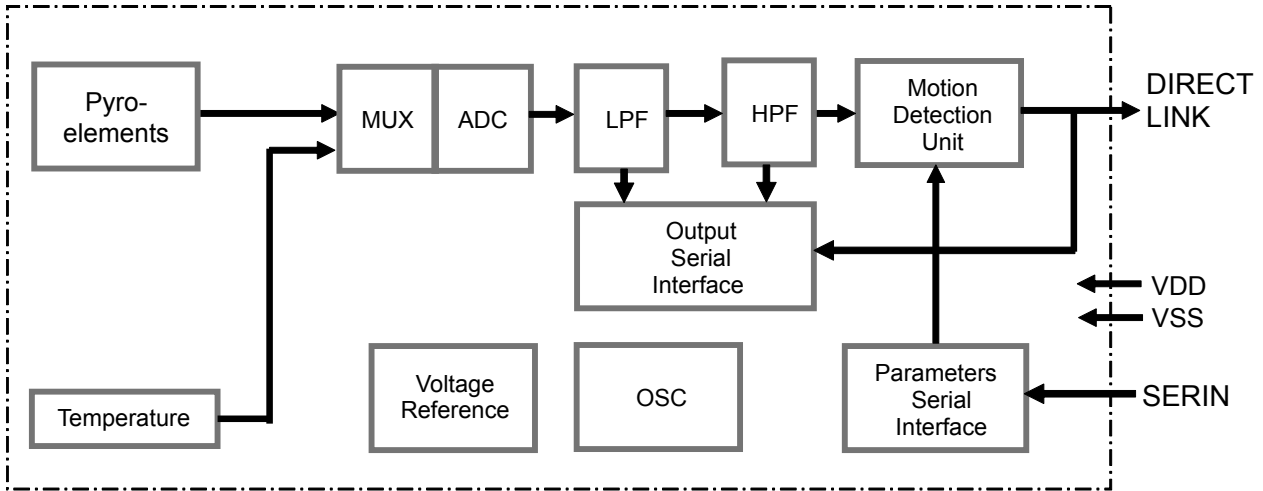 Pyro-
elements
MUX
ADC
LPF
HPF
Motion
Detection
Unit
DIRECT
LINK
Output
Serial
Interface
VDD
VSS
Temperature
Voltage
Reference
OSC
Parameters
Serial
Interface
SERIN